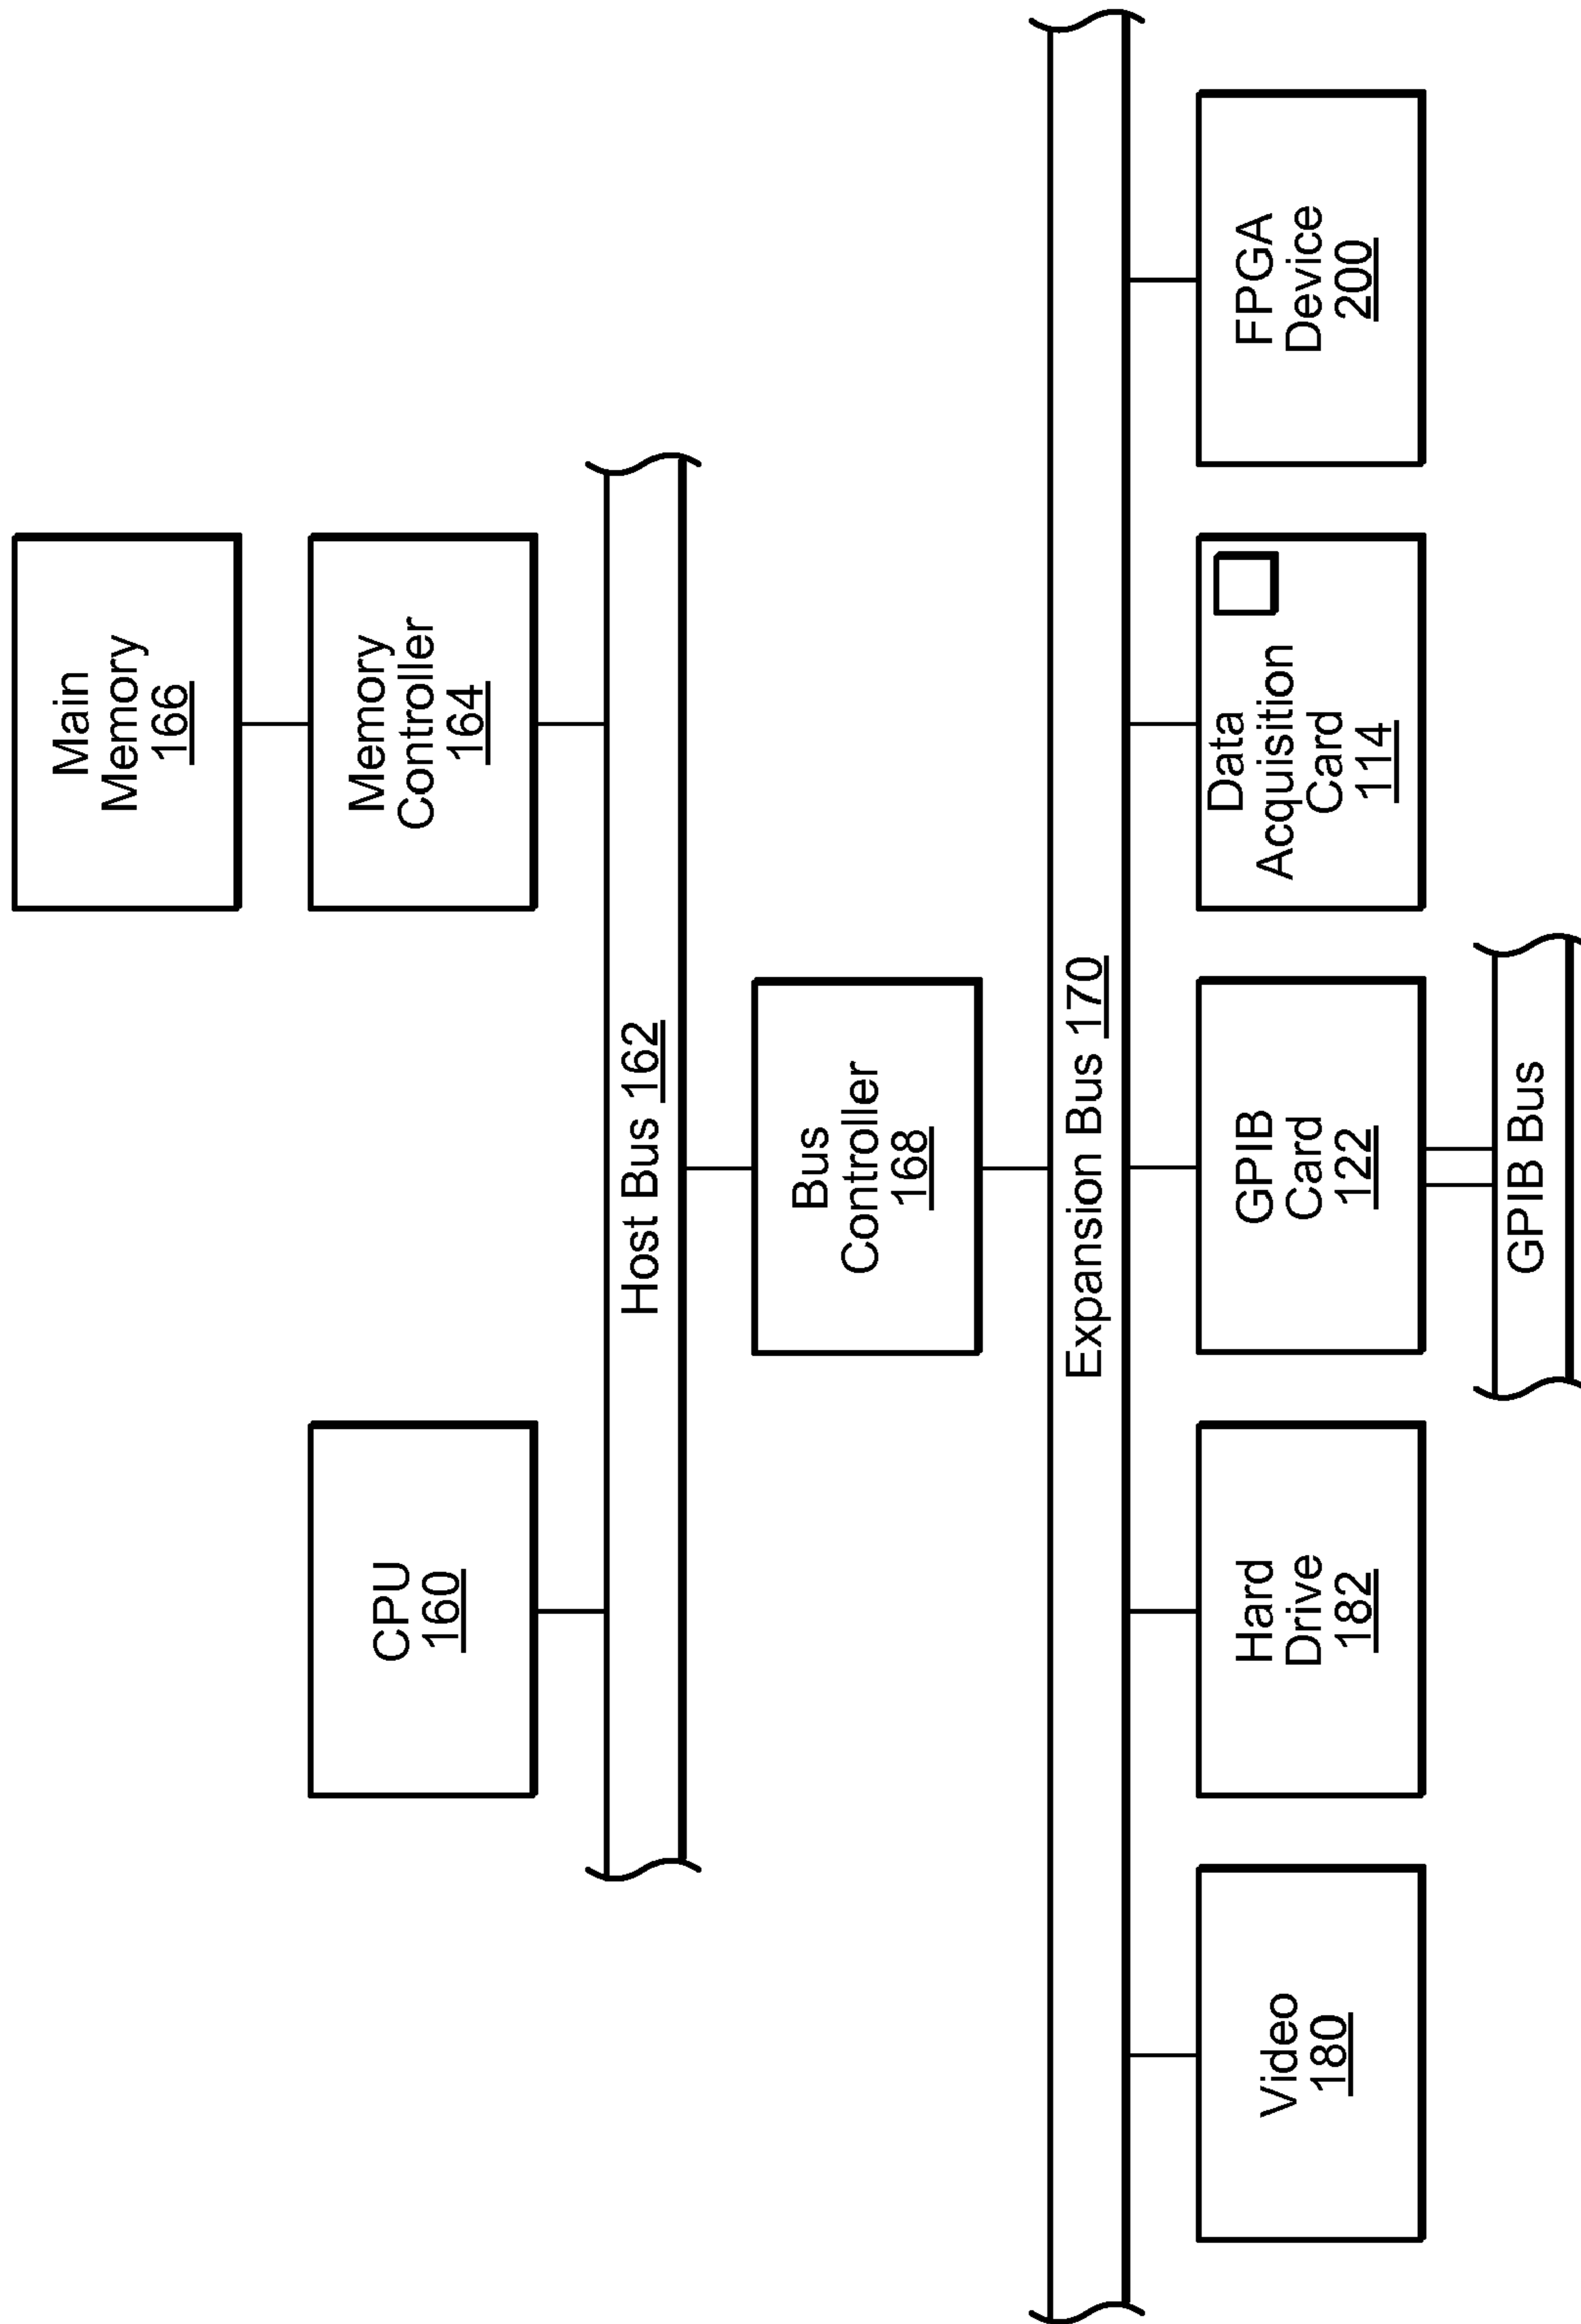 CPU
160
Main
Memory
166
Memory
Controller
164
Host Bus 162
Bus
Controller
168
Expansion Bus 170
Video
180
Hard
Drive
182
GPIB
Card
122
Data
Acquisition
Card
114
FPGA
Device
200
GPIB Bus